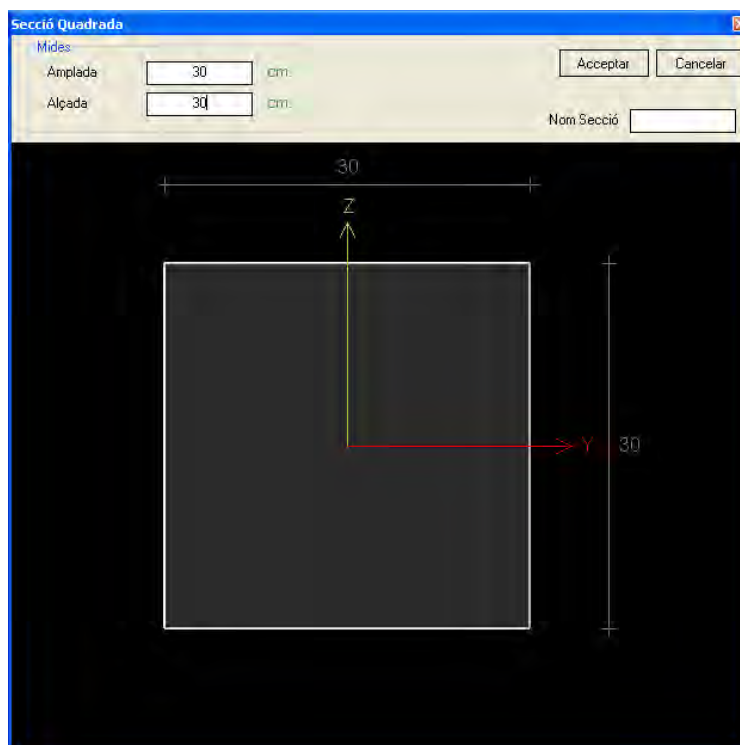 Secció Quadrada
Mides
Amplada 30 cm
Acceptar Cancelar
Alçada 30 cm
Nom Secció
30
Z
Y 30